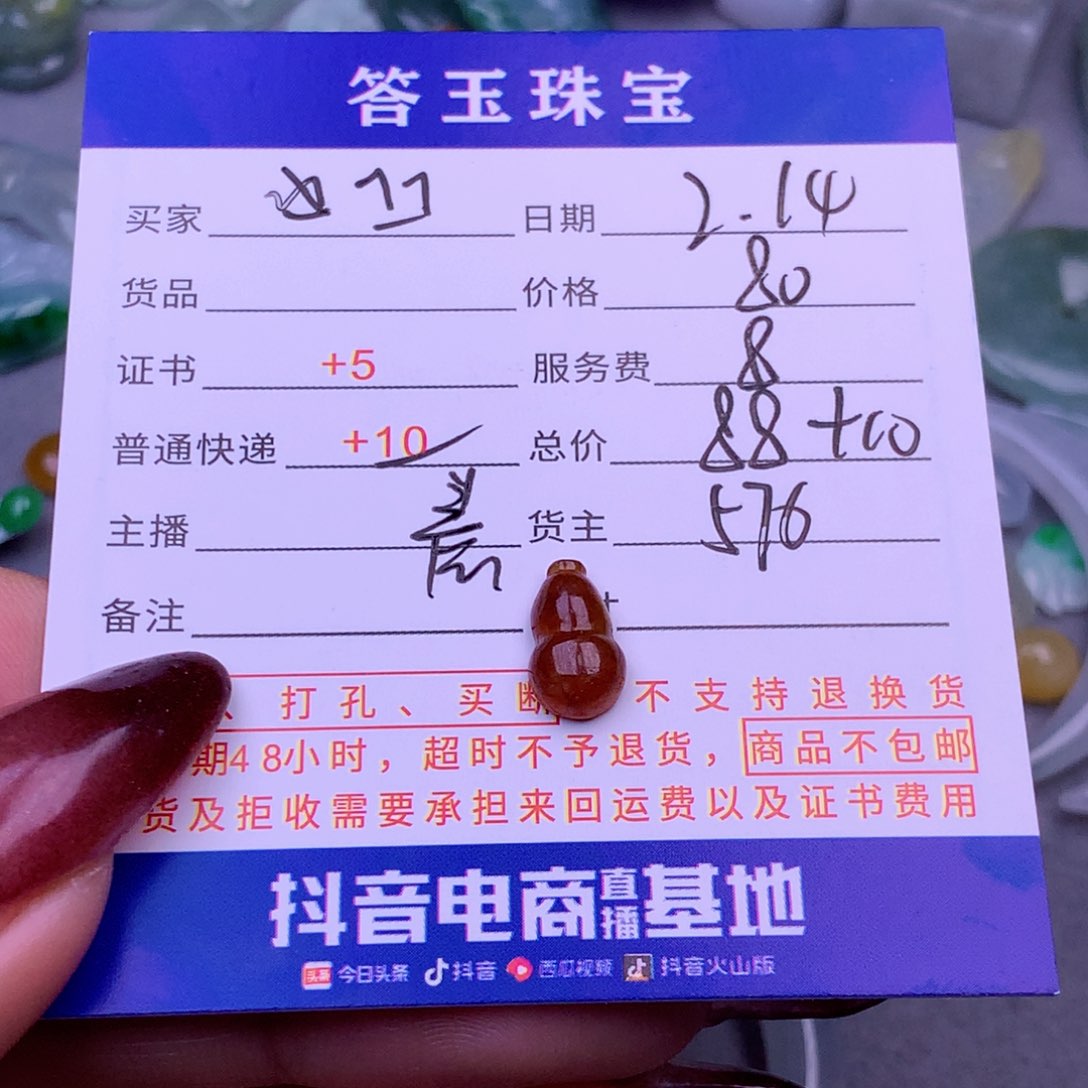 答玉珠宝
买家 日期 2.14
货品 价格 80
证书 +5 服务费 8
普通快递 +10 总价 88+10
主播 货主 576
备注
、打孔、买断 不支持退换货
期48小时，超时不予退货，商品不包邮
货及拒收需要承担来回运费以及证书费用
抖音电商直播基地
头条 今日头条 抖音 西瓜视频 抖音火山版